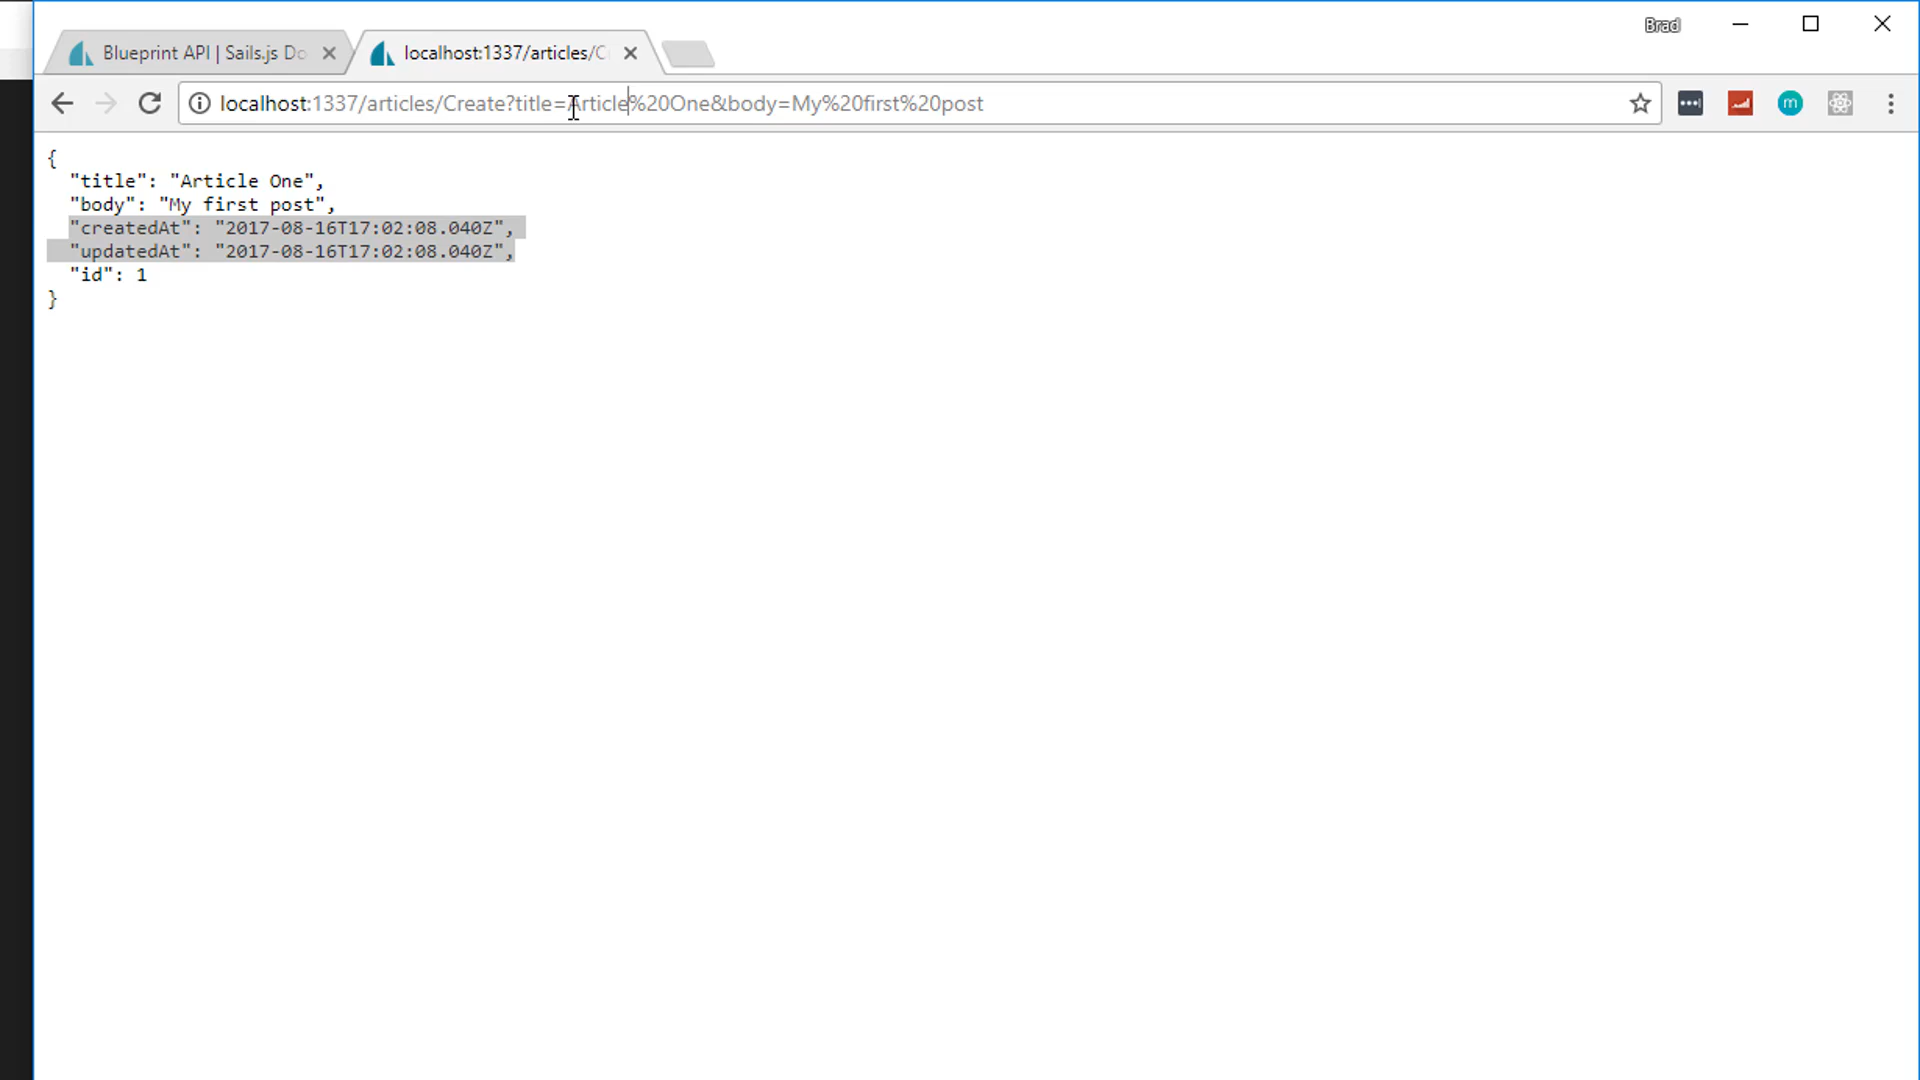 Brad
Blueprint API | Sails.js Do
localhost:1337/articles/C
localhost:1337/articles/Create?title=Article%20One&body=My%20first%20post
m
{
"title": "Article One",
"body": "My first post",
"createdAt": "2017-08-16T17:02:08.040Z",
"updatedAt": "2017-08-16T17:02:08.040Z",
"id": 1
}